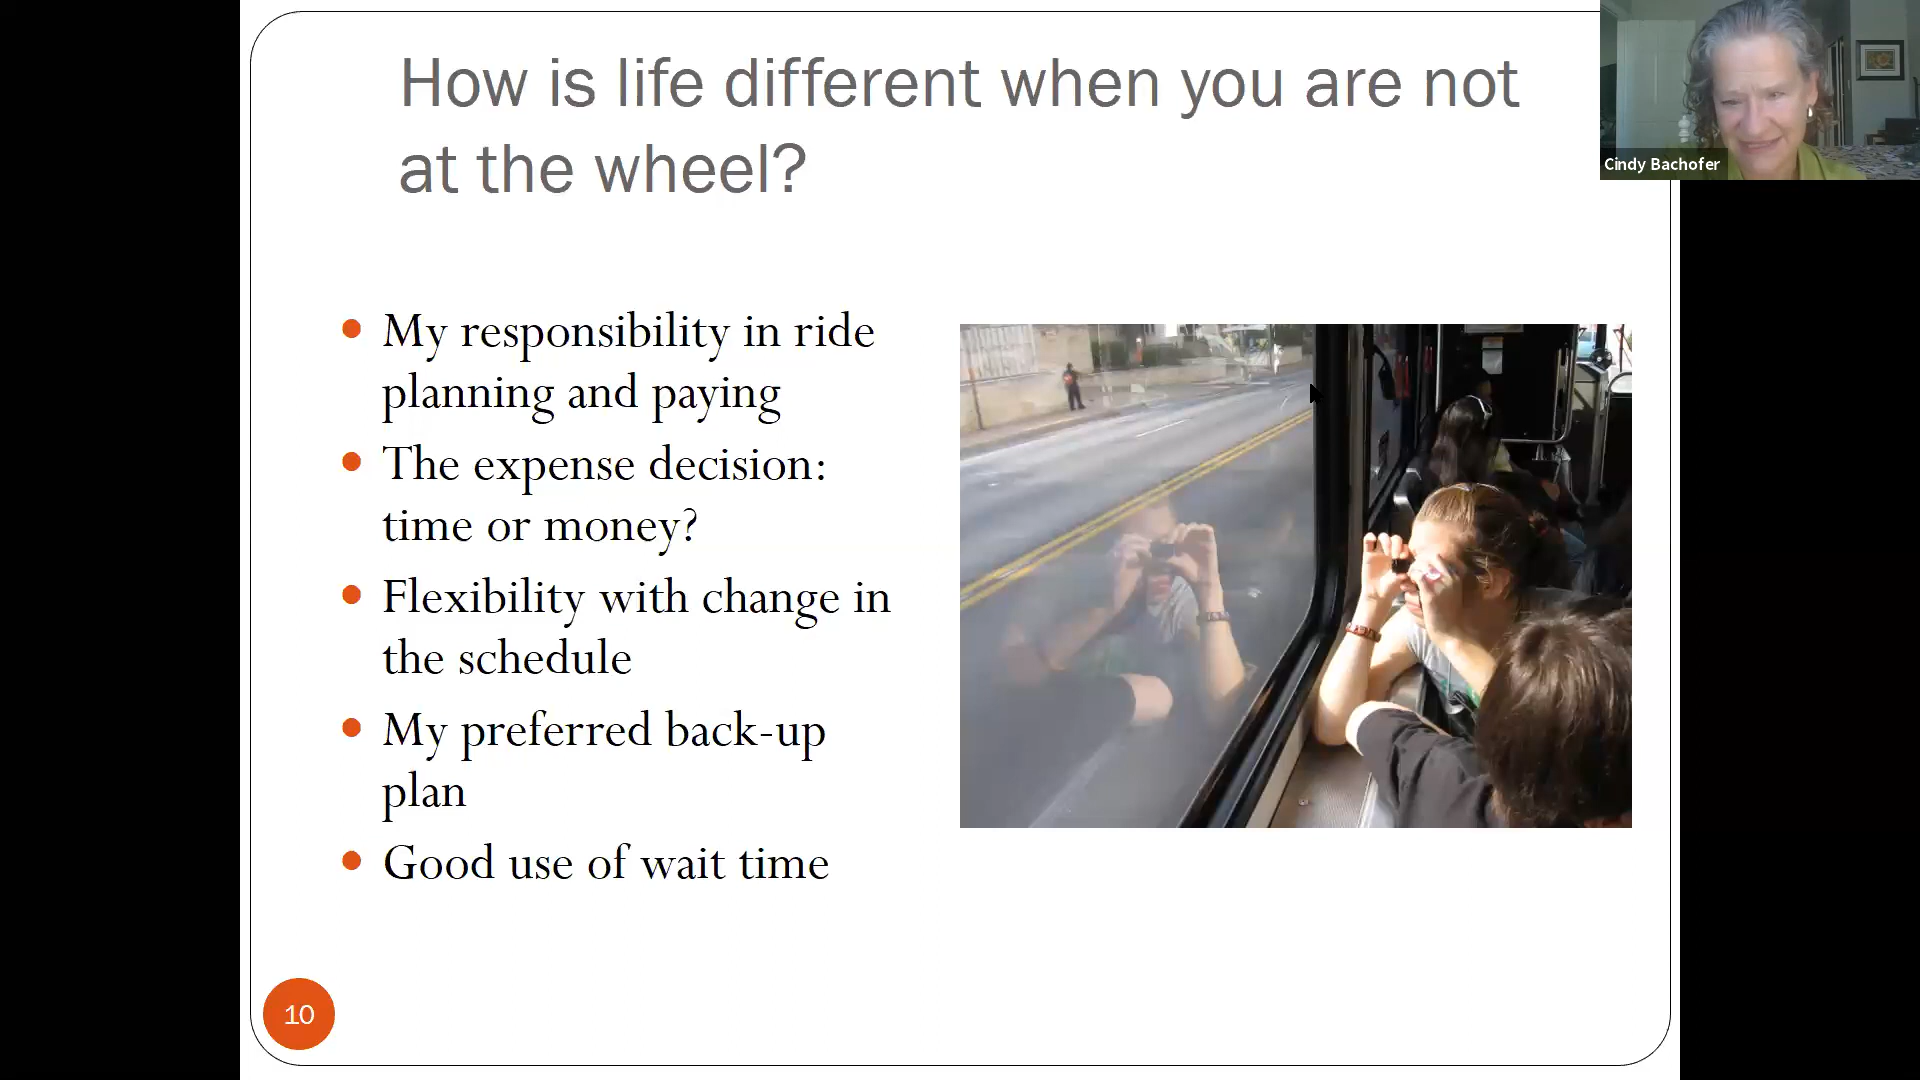 How is life different when you are not
at the wheel?
Cindy Bachofer
My responsibility in ride
planning and paying
The expense decision:
time or money?
Flexibility with change in
the schedule
My preferred back-up
plan
Good use of wait time
10